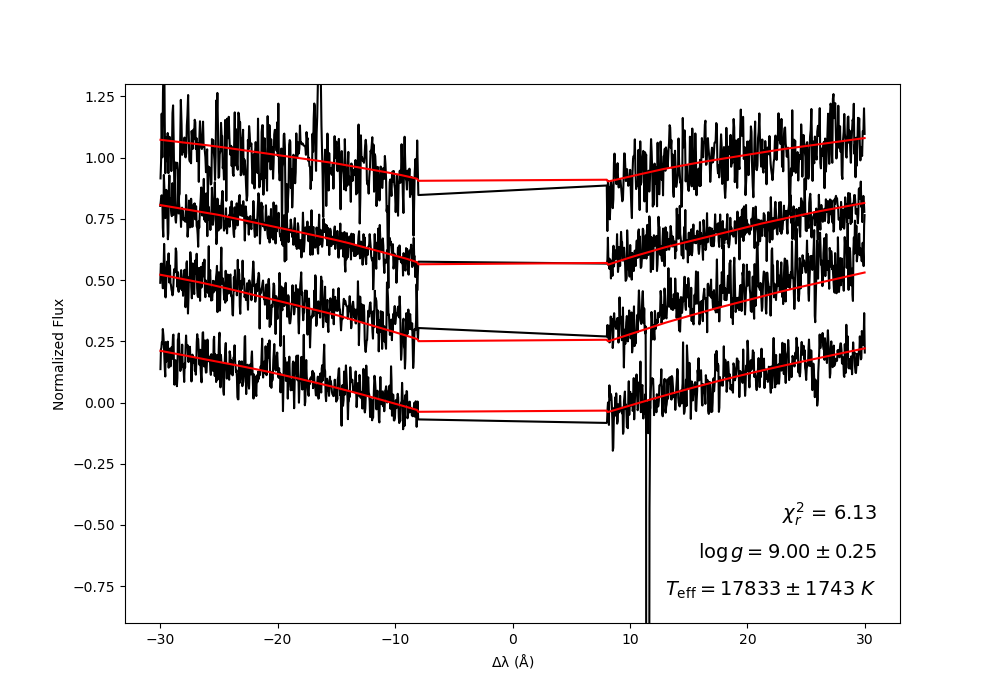 1.25
1.00
0.75
0.50
0.25
0.00
−0.25
−0.50
−0.75
Normalized Flux
χ²ᵣ = 6.13
log g = 9.00 ± 0.25
T_eff = 17833 ± 1743 K
−30 −20 −10 0 10 20 30
Δλ (Å)